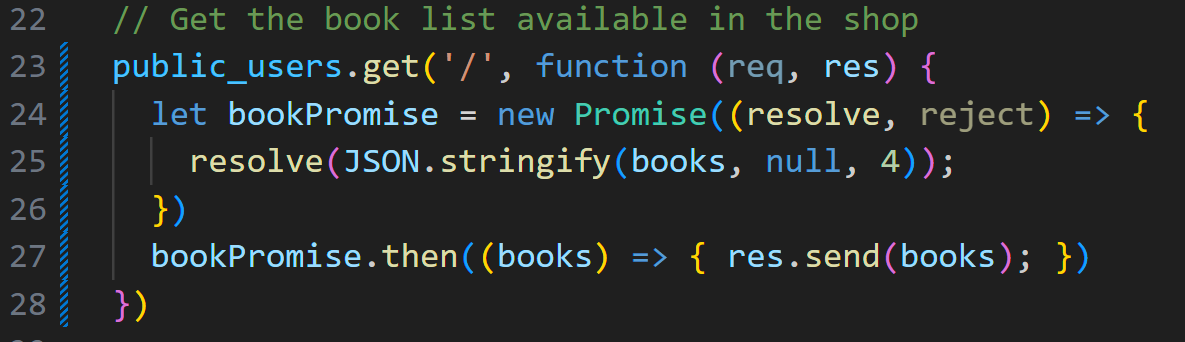 22 // Get the book list available in the shop
23 public_users.get('/', function (req, res) {
24 let bookPromise = new Promise((resolve, reject) => {
25 resolve(JSON.stringify(books, null, 4));
26 })
27 bookPromise.then((books) => { res.send(books); })
28 })